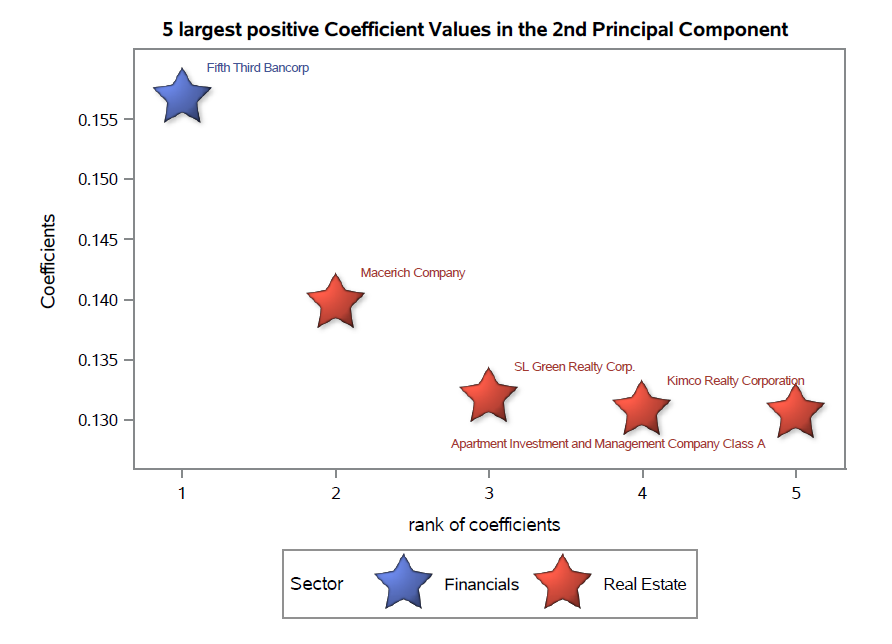 5 largest positive Coefficient Values in the 2nd Principal Component
Fifth Third Bancorp
0.155
0.150
0.145
Macerich Company
0.140
0.135
SL Green Realty Corp.
Kimco Realty Corporation
0.130
Apartment Investment and Management Company Class A
Coefficients
1 2 3 4 5
rank of coefficients
Sector Financials Real Estate